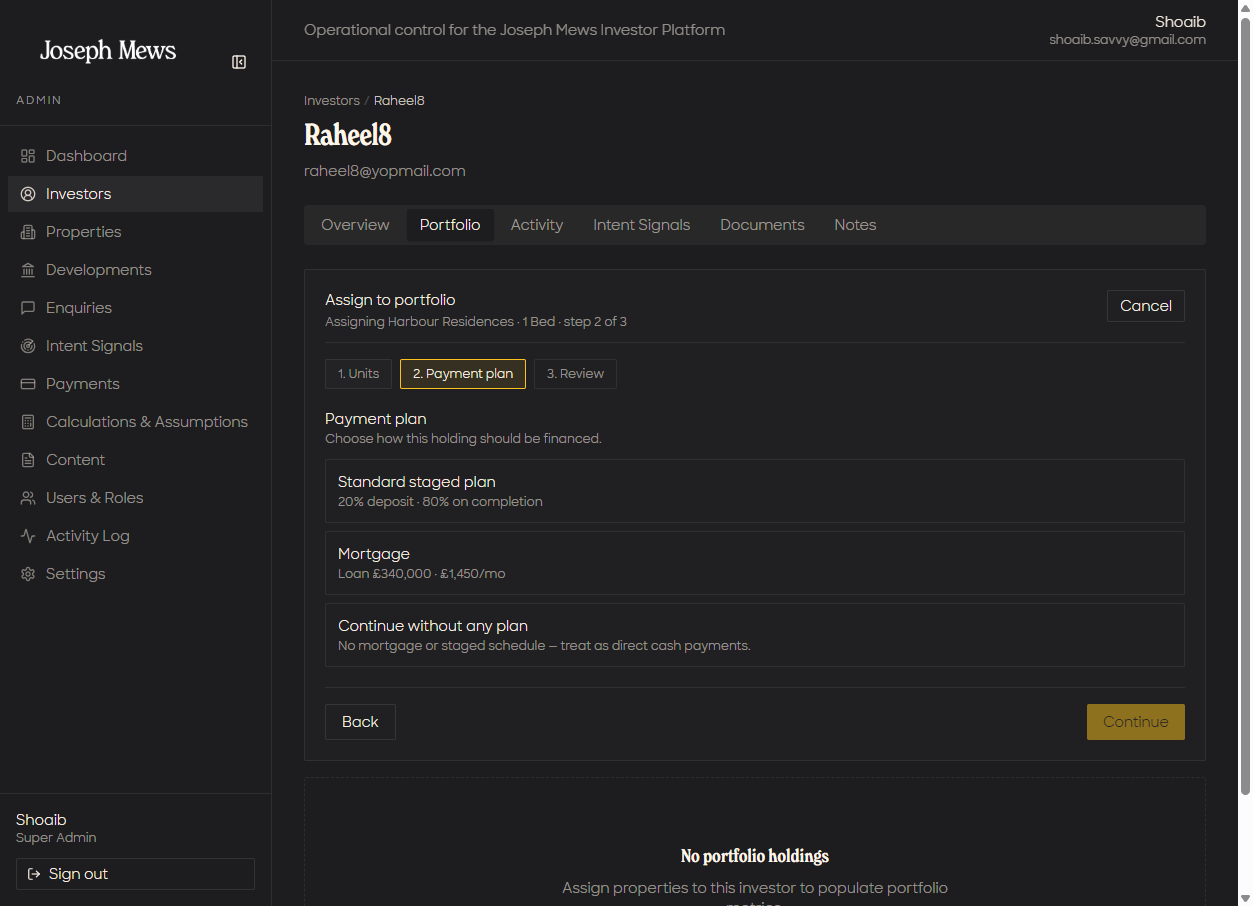 Joseph Mews
ADMIN
Dashboard
Investors
Properties
Developments
Enquiries
Intent Signals
Payments
Calculations & Assumptions
Content
Users & Roles
Activity Log
Settings
Shoaib
Super Admin
Sign out
Operational control for the Joseph Mews Investor Platform
Shoaib
shoaib.savvy@gmail.com
Investors / Raheel8
Raheel8
raheel8@yopmail.com
Overview Portfolio Activity Intent Signals Documents Notes
Assign to portfolio
Assigning Harbour Residences · 1 Bed · step 2 of 3
Cancel
1. Units 2. Payment plan 3. Review
Payment plan
Choose how this holding should be financed.
Standard staged plan
20% deposit · 80% on completion
Mortgage
Loan £340,000 · £1,450/mo
Continue without any plan
No mortgage or staged schedule — treat as direct cash payments.
Back Continue
No portfolio holdings
Assign properties to this investor to populate portfolio